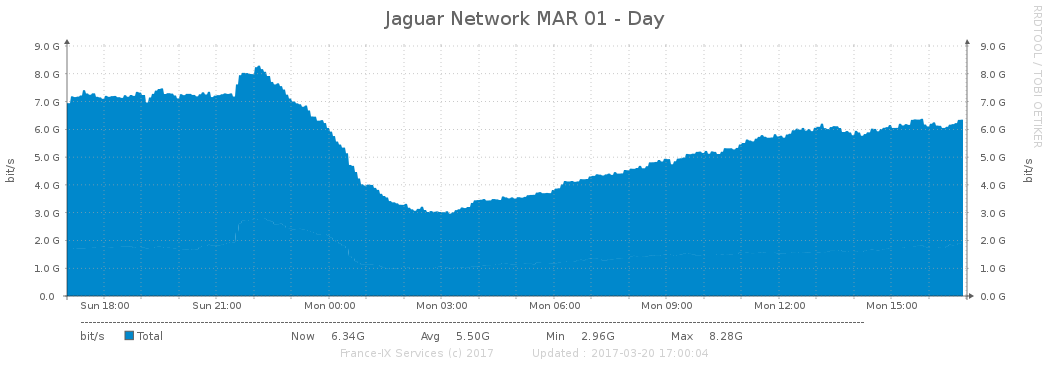 Jaguar Network MAR 01 - Day
RRDTOOL / TOBI OETIKER
bit/s
bit/s
9.0 G 9.0 G
8.0 G 8.0 G
7.0 G 7.0 G
6.0 G 6.0 G
5.0 G 5.0 G
4.0 G 4.0 G
3.0 G 3.0 G
2.0 G 2.0 G
1.0 G 1.0 G
0.0 0.0 G
Sun 18:00 Sun 21:00 Mon 00:00 Mon 03:00 Mon 06:00 Mon 09:00 Mon 12:00 Mon 15:00
bit/s Total Now 6.34G Avg 5.50G Min 2.96G Max 8.28G
France-IX Services (c) 2017 Updated : 2017-03-20 17:00:04